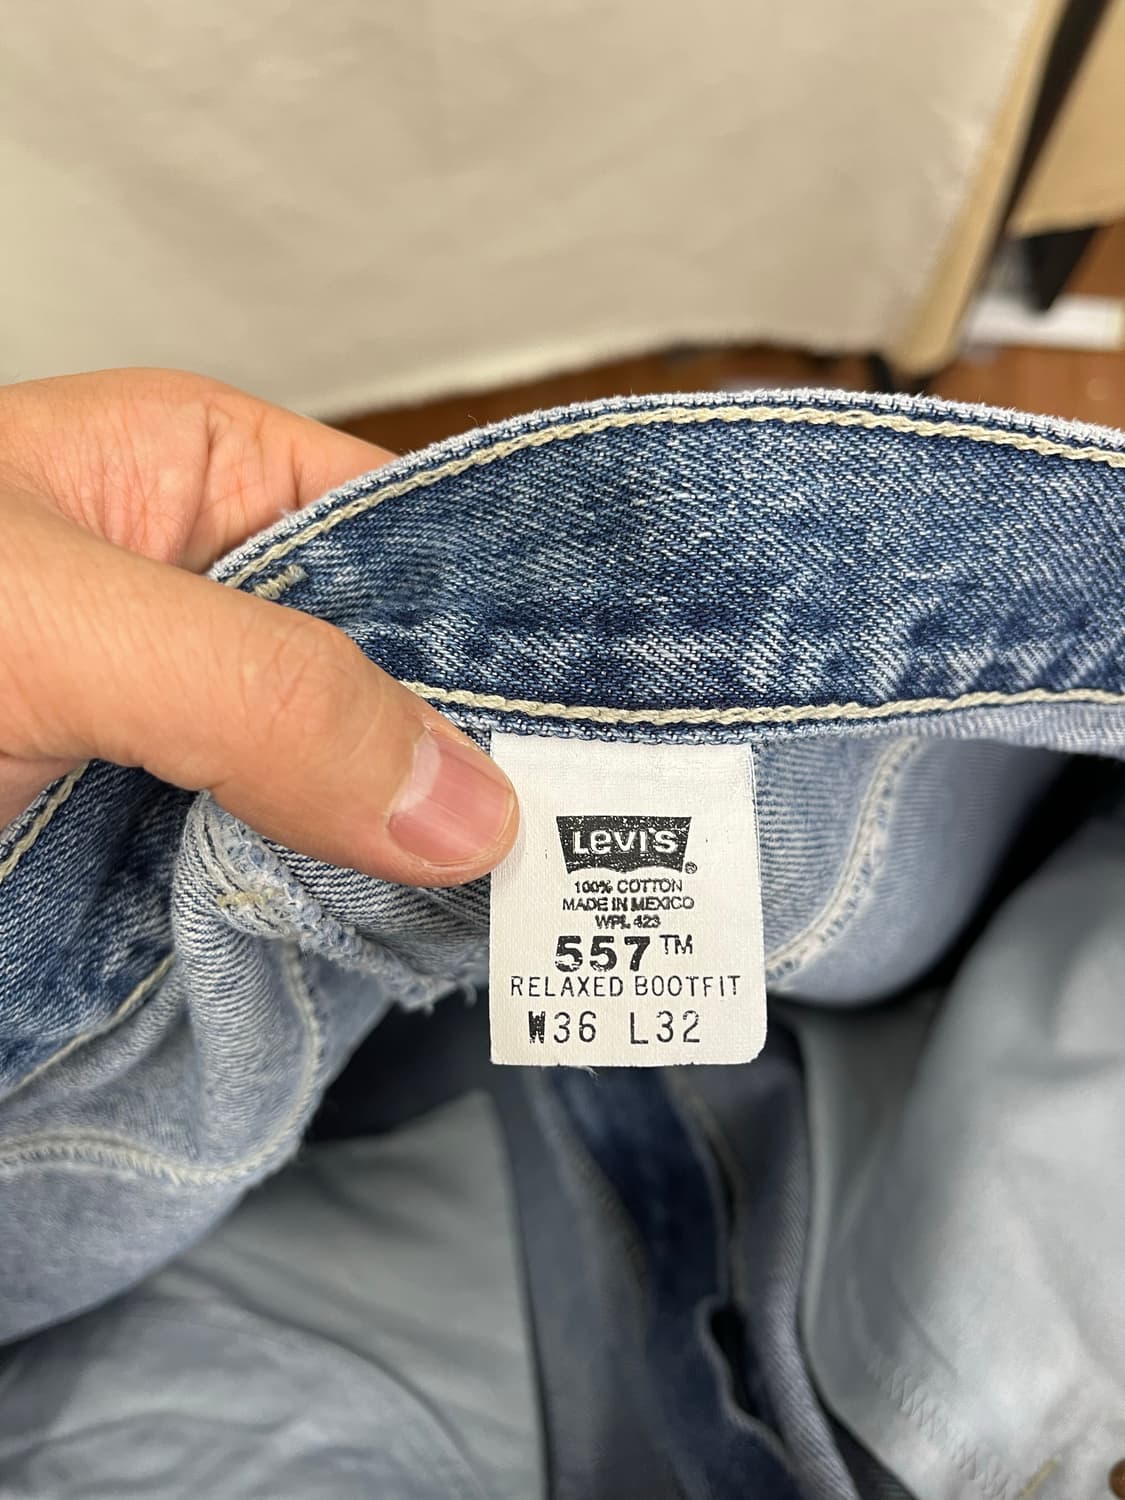 Levi's®
100% COTTON
MADE IN MEXICO
WPL 423
557™
RELAXED BOOTFIT
W36 L32